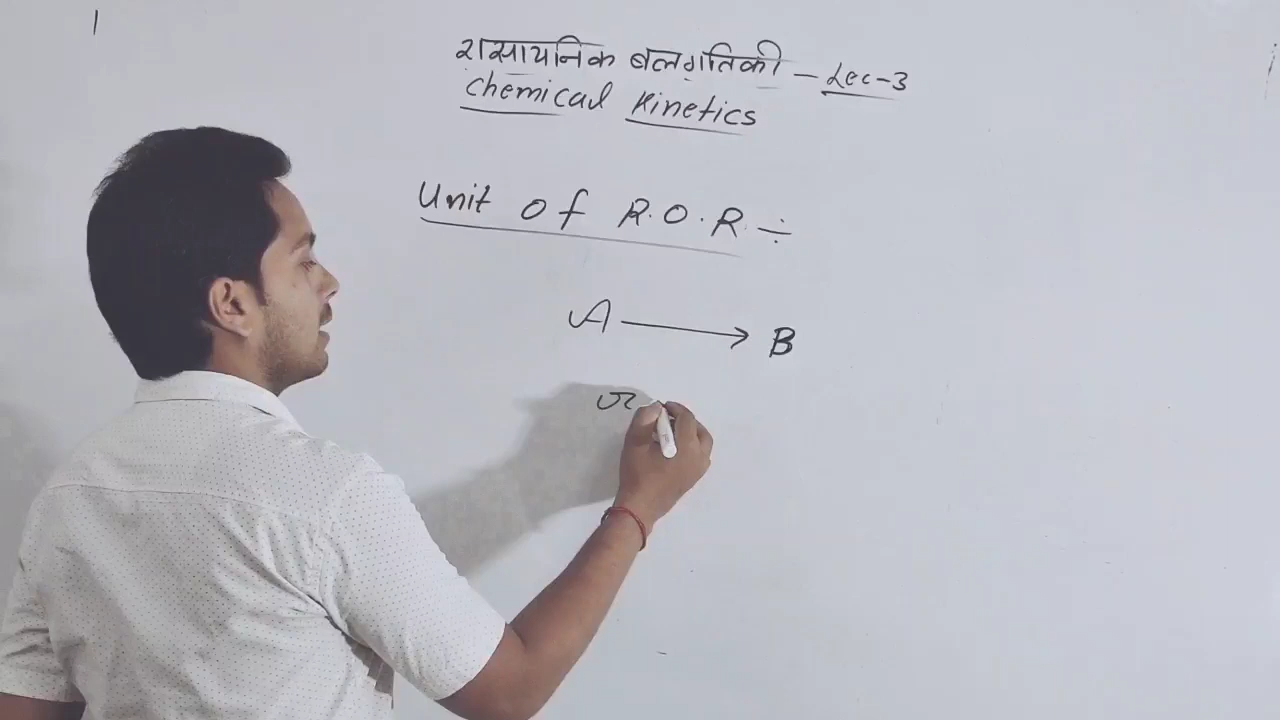 रासायनिक बलगतिकी - Lec-3
Chemical Kinetics
Unit of R.O.R ÷
A → B